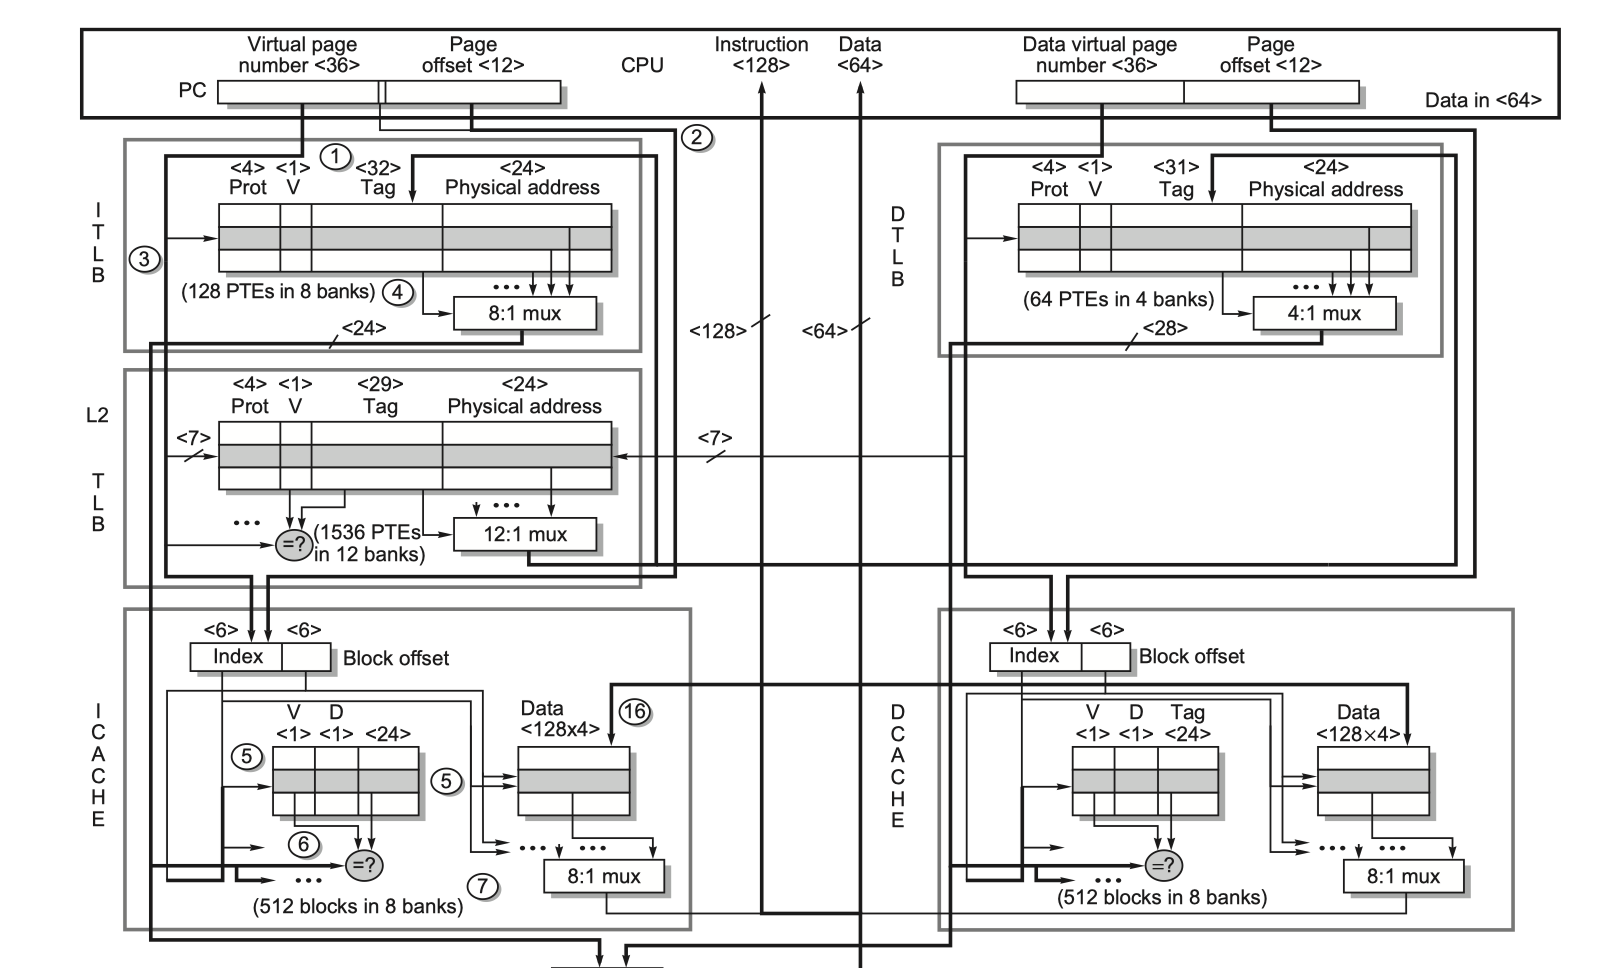 Virtual page
number <36>
Page
offset <12>
CPU
Instruction
<128>
Data
<64>
Data virtual page
number <36>
Page
offset <12>
PC
Data in <64>
2
1
<4> <1> <32> <24>
Prot V Tag Physical address
I
T
L
B
3
(128 PTEs in 8 banks)
4
•••
8:1 mux
<24>
<128>
<64>
<4> <1> <31> <24>
Prot V Tag Physical address
D
T
L
B
(64 PTEs in 4 banks)
•••
4:1 mux
<28>
<4> <1> <29> <24>
Prot V Tag Physical address
L2
T
L
B
<7>
<7>
•••
=?
(1536 PTEs
in 12 banks)
•••
12:1 mux
<6> <6>
Index
Block offset
I
C
A
C
H
E
V D
<1> <1> <24>
Data
<128x4>
16
5
5
6
=?
•••
7
••• •••
8:1 mux
(512 blocks in 8 banks)
<6> <6>
Index
Block offset
D
C
A
C
H
E
V D Tag
<1> <1> <24>
Data
<128×4>
=?
•••
••• •••
8:1 mux
(512 blocks in 8 banks)